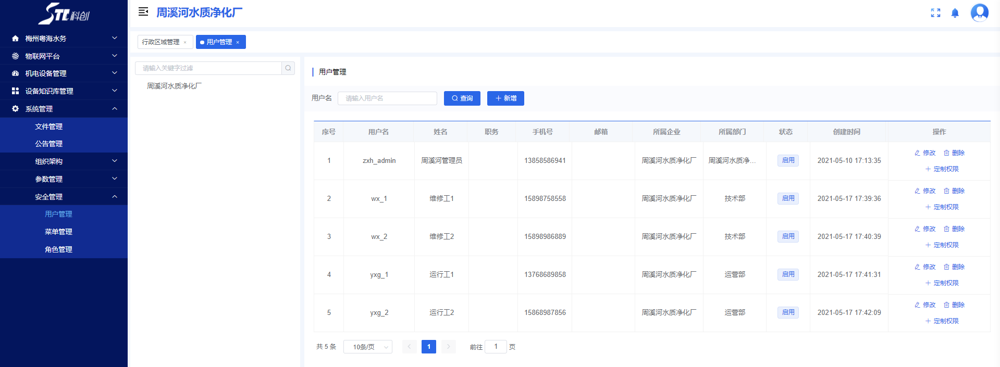 STC科创
梅州粤海水务
物联网平台
机电设备管理
设备知识库管理
系统管理
文件管理
公告管理
组织架构
参数管理
安全管理
用户管理
菜单管理
角色管理
周溪河水质净化厂
行政区域管理 × 用户管理 ×
请输入关键字过滤
周溪河水质净化厂
用户管理
用户名 请输入用户名 查询 新增
序号 用户名 姓名 职务 手机号 邮箱 所属企业 所属部门 状态 创建时间 操作
1 zxh_admin 周溪河管理员 13858586941 周溪河水质净化厂 周溪河水质净... 启用 2021-05-10 17:13:35 修改 删除
定制权限
2 wx_1 维修工1 15898758558 周溪河水质净化厂 技术部 启用 2021-05-17 17:39:36 修改 删除
定制权限
3 wx_2 维修工2 15898986889 周溪河水质净化厂 技术部 启用 2021-05-17 17:40:39 修改 删除
定制权限
4 yxg_1 运行工1 13768689858 周溪河水质净化厂 运营部 启用 2021-05-17 17:41:31 修改 删除
定制权限
5 yxg_2 运行工2 15868987856 周溪河水质净化厂 运营部 启用 2021-05-17 17:42:09 修改 删除
定制权限
共 5 条 10条/页 1 前往 1 页